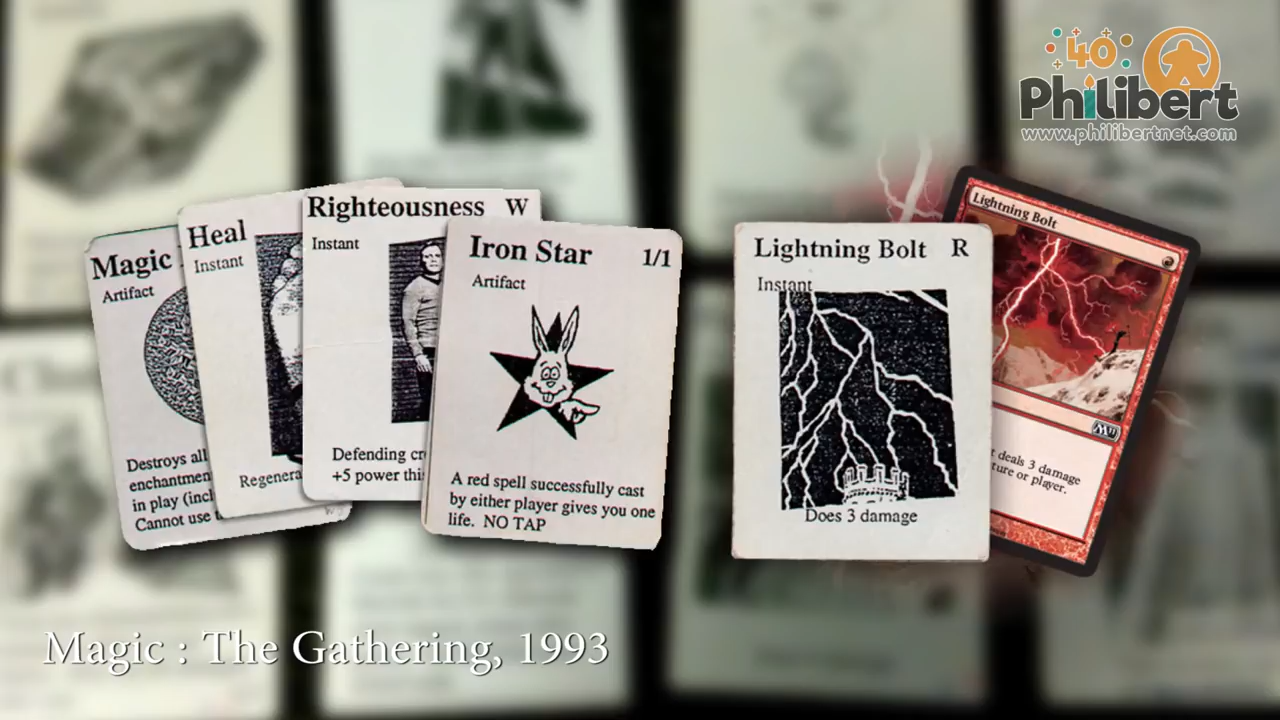 40
Philibert
www.philibertnet.com
Magic
Artifact
Destroys all
enchantmen
in play (incl
Cannot use
Heal
Instant
Regenera
Righteousness W
Instant
Defending cr
+5 power thi
Iron Star 1/1
Artifact
A red spell successfully cast
by either player gives you one
life. NO TAP
Lightning Bolt R
Instant
Does 3 damage
Lightning Bolt
M11
t deals 3 damage
ture or player.
Magic : The Gathering, 1993